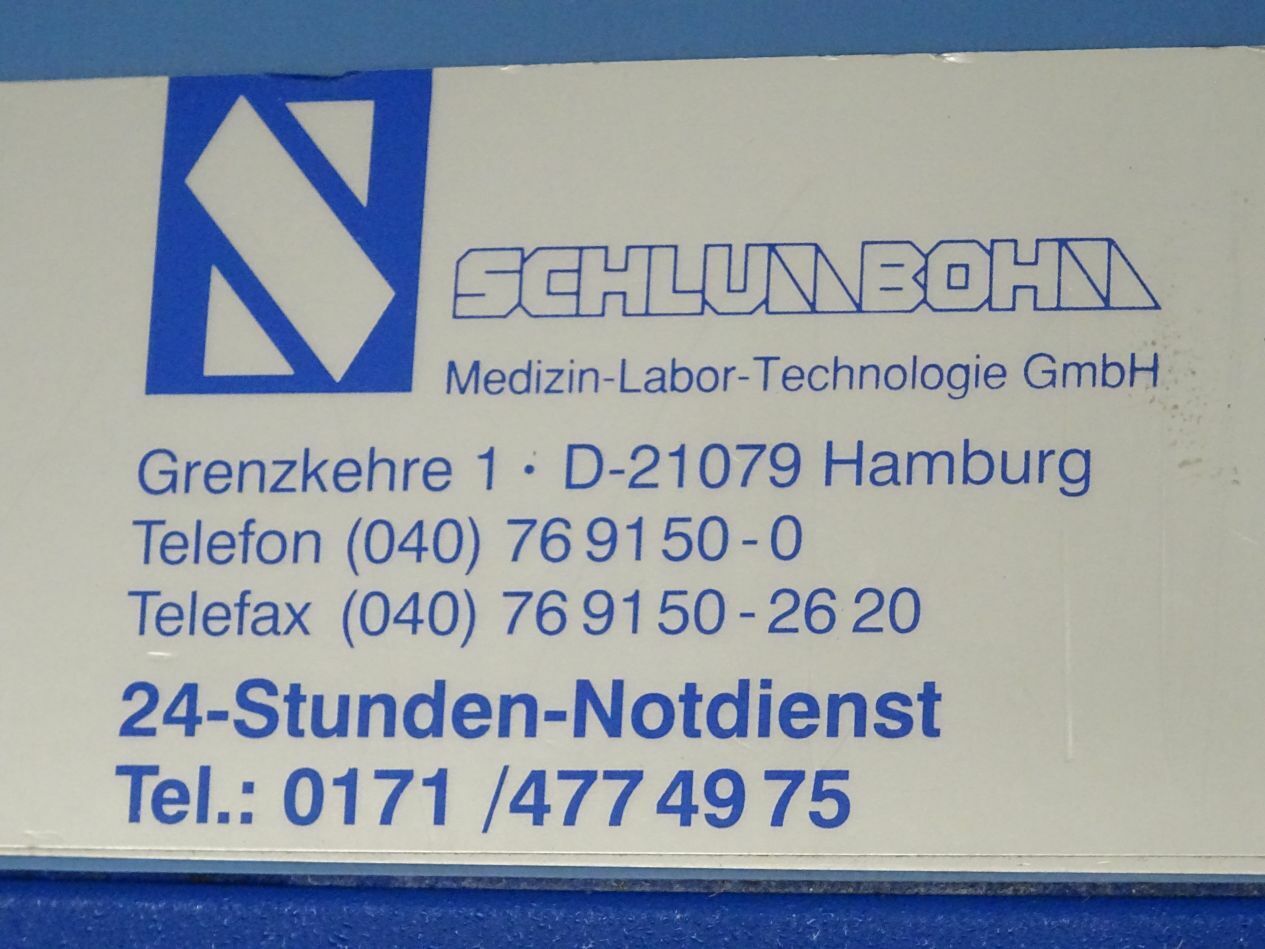 SCHLUMBOHM
Medizin-Labor-Technologie GmbH
Grenzkehre 1 · D-21079 Hamburg
Telefon (040) 76 91 50 - 0
Telefax (040) 76 91 50 - 26 20
24-Stunden-Notdienst
Tel.: 0171 /477 49 75